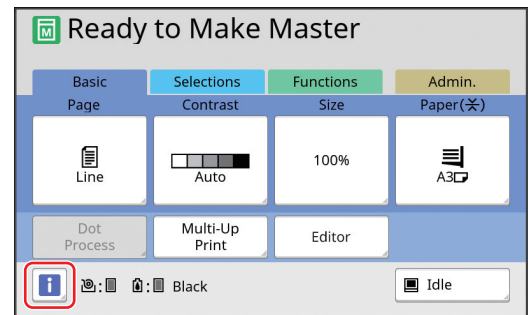 Ready to Make Master
Basic Selections Functions Admin.
Page Contrast Size Paper(⚹)
Line Auto 100% A3
Dot Process Multi-Up Print Editor
i : : Black Idle